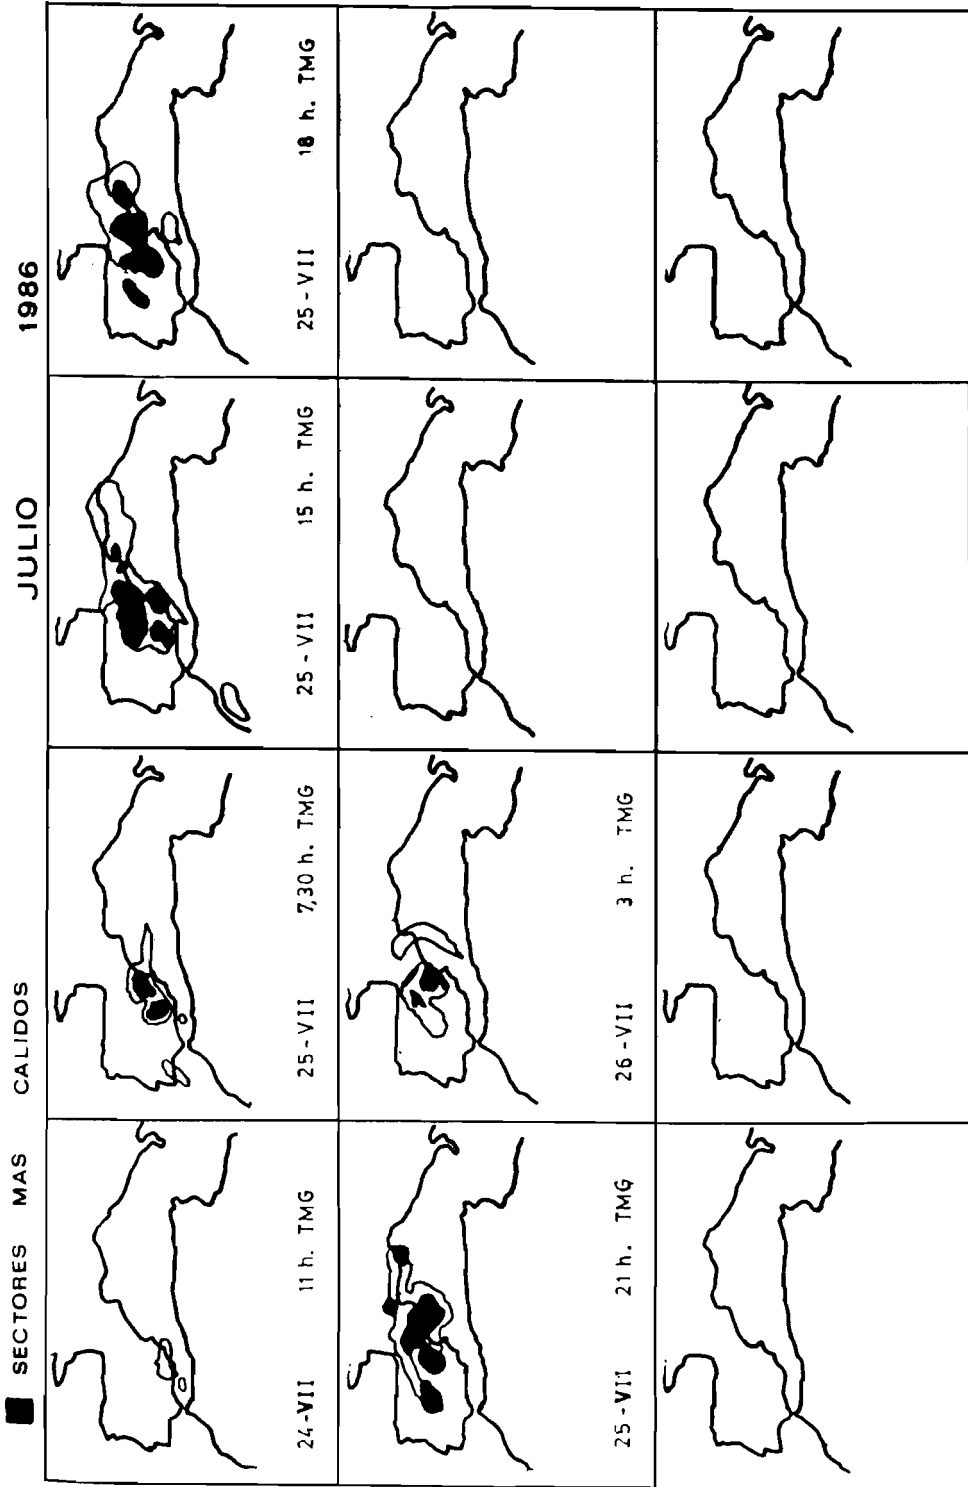 ■ SECTORES MAS CALIDOS
JULIO 1986
24-VII 11 h. TMG
25-VII 7,30 h. TMG
25-VII 15 h. TMG
25-VII 18 h. TMG
25-VII 21 h. TMG
26-VII 3 h. TMG